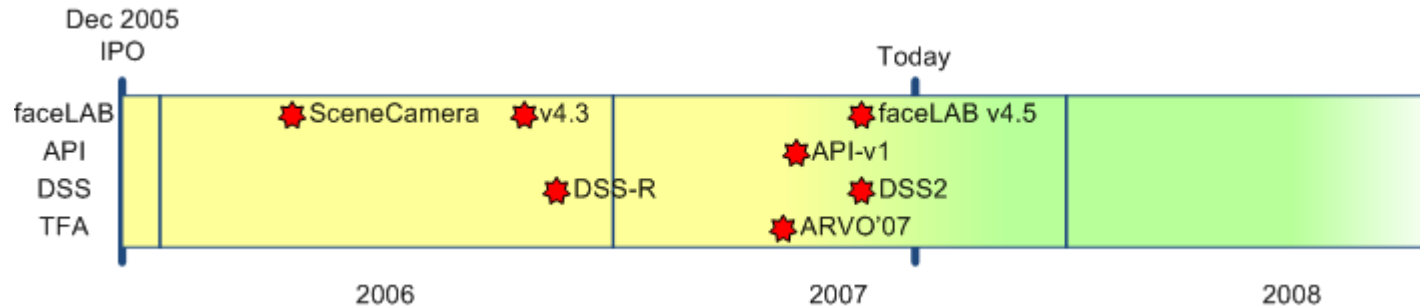 Dec 2005
IPO
Today
faceLAB SceneCamera v4.3 faceLAB v4.5
API API-v1
DSS DSS-R DSS2
TFA ARVO'07
2006 2007 2008